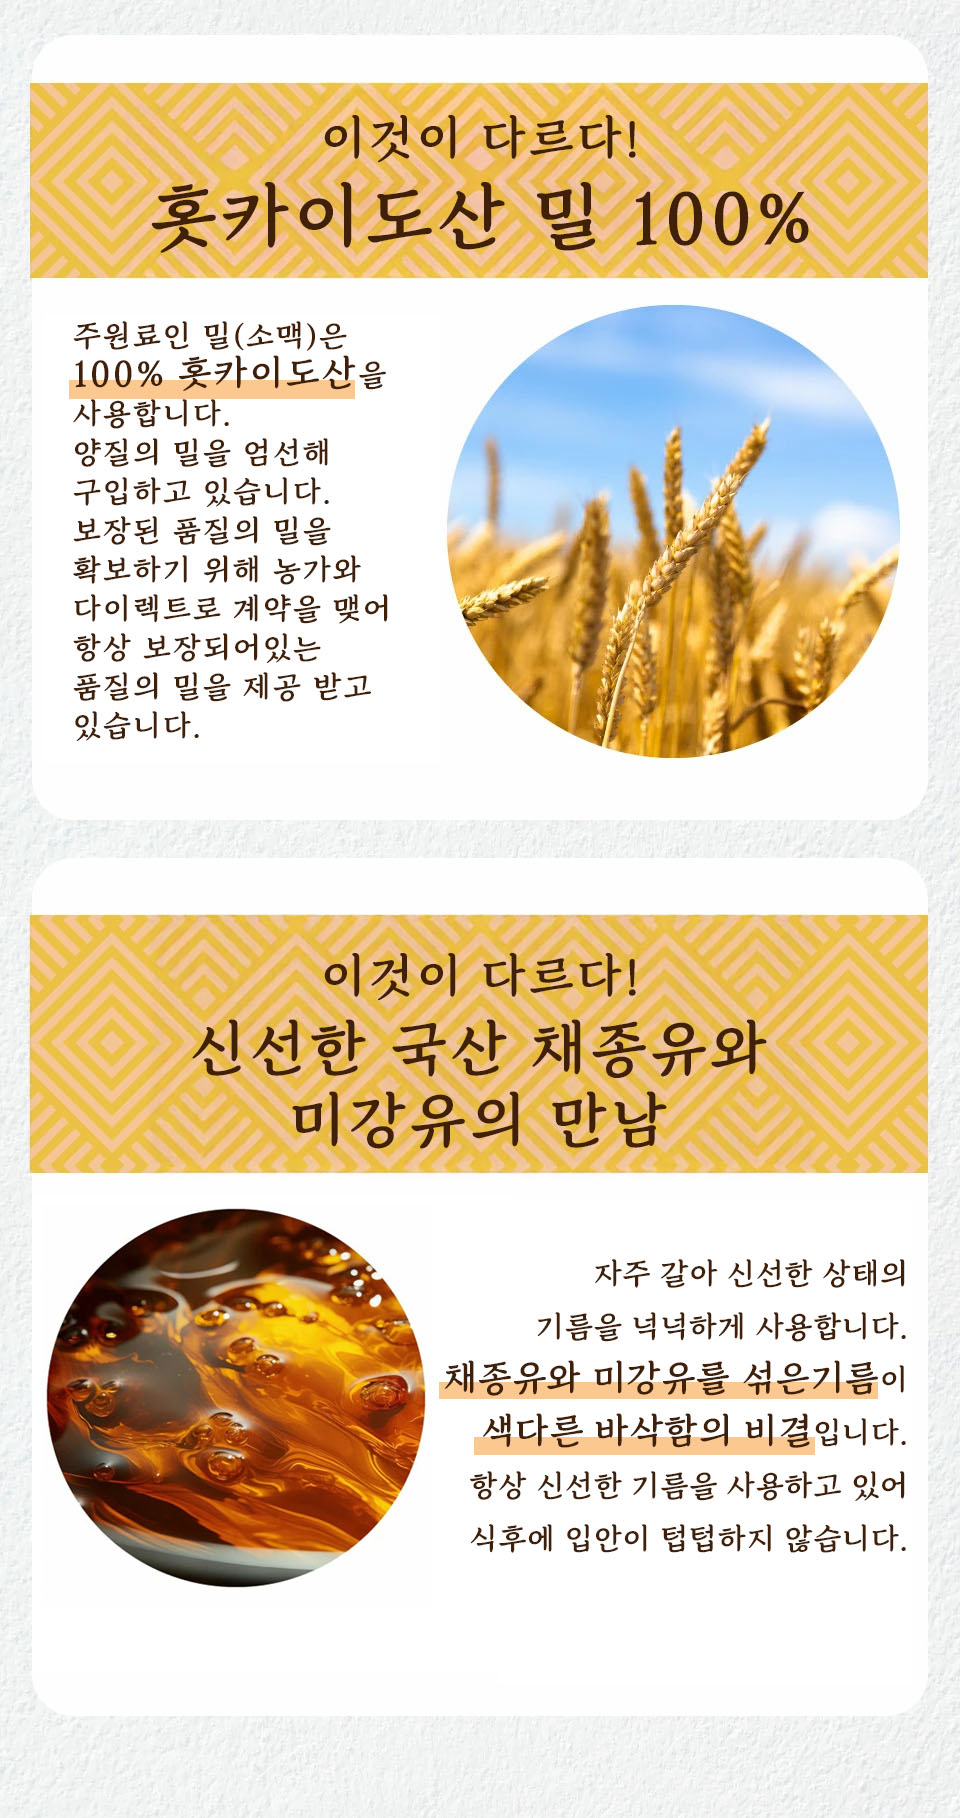 이것이 다르다!
홋카이도산 밀 100%
주원료인 밀(소맥)은
100% 홋카이도산을
사용합니다.
양질의 밀을 엄선해
구입하고 있습니다.
보장된 품질의 밀을
확보하기 위해 농가와
다이렉트로 계약을 맺어
항상 보장되어있는
품질의 밀을 제공 받고
있습니다.
이것이 다르다!
신선한 국산 채종유와
미강유의 만남
자주 갈아 신선한 상태의
기름을 넉넉하게 사용합니다.
채종유와 미강유를 섞은기름이
색다른 바삭함의 비결입니다.
항상 신선한 기름을 사용하고 있어
식후에 입안이 텁텁하지 않습니다.